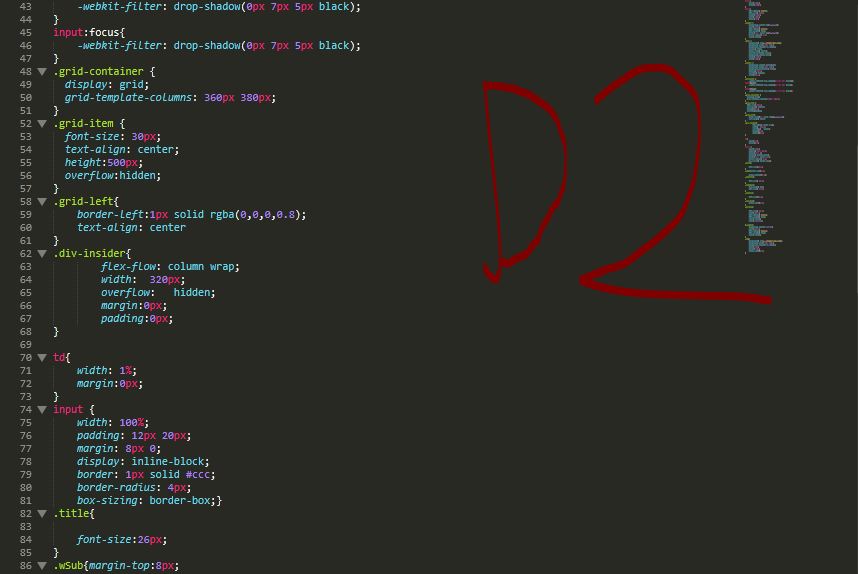 43 -webkit-filter: drop-shadow(0px 7px 5px black);
44 }
45 input:focus{
46 -webkit-filter: drop-shadow(0px 7px 5px black);
47 }
48 .grid-container {
49 display: grid;
50 grid-template-columns: 360px 380px;
51 }
52 .grid-item {
53 font-size: 30px;
54 text-align: center;
55 height:500px;
56 overflow:hidden;
57 }
58 .grid-left{
59 border-left:1px solid rgba(0,0,0,0.8);
60 text-align: center
61 }
62 .div-insider{
63 flex-flow: column wrap;
64 width:  320px;
65 overflow:   hidden;
66 margin:0px;
67 padding:0px;
68 }
69
70 td{
71 width: 1%;
72 margin:0px;
73 }
74 input {
75 width: 100%;
76 padding: 12px 20px;
77 margin: 8px 0;
78 display: inline-block;
79 border: 1px solid #ccc;
80 border-radius: 4px;
81 box-sizing: border-box;}
82 .title{
83
84 font-size:26px;
85 }
86 .wSub{margin-top:8px;
D2